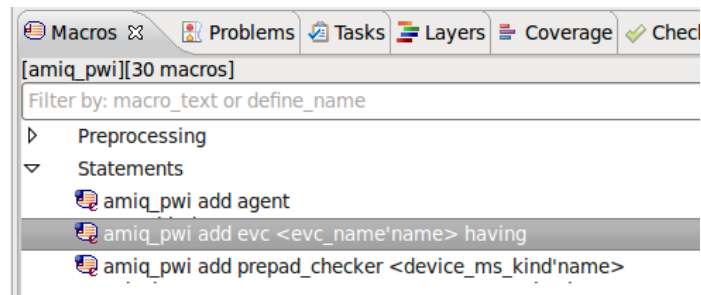 Macros Problems Tasks Layers Coverage Chec
[amiq_pwi][30 macros]
Filter by: macro_text or define_name
Preprocessing
Statements
amiq_pwi add agent
amiq_pwi add evc <evc_name'name> having
amiq_pwi add prepad_checker <device_ms_kind'name>